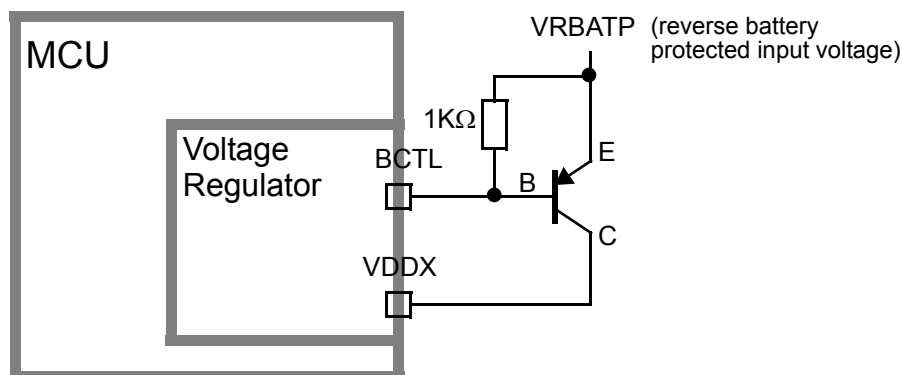 VRBATP (reverse battery
protected input voltage)
MCU
1KΩ
Voltage
Regulator
BCTL
E
B
C
VDDX